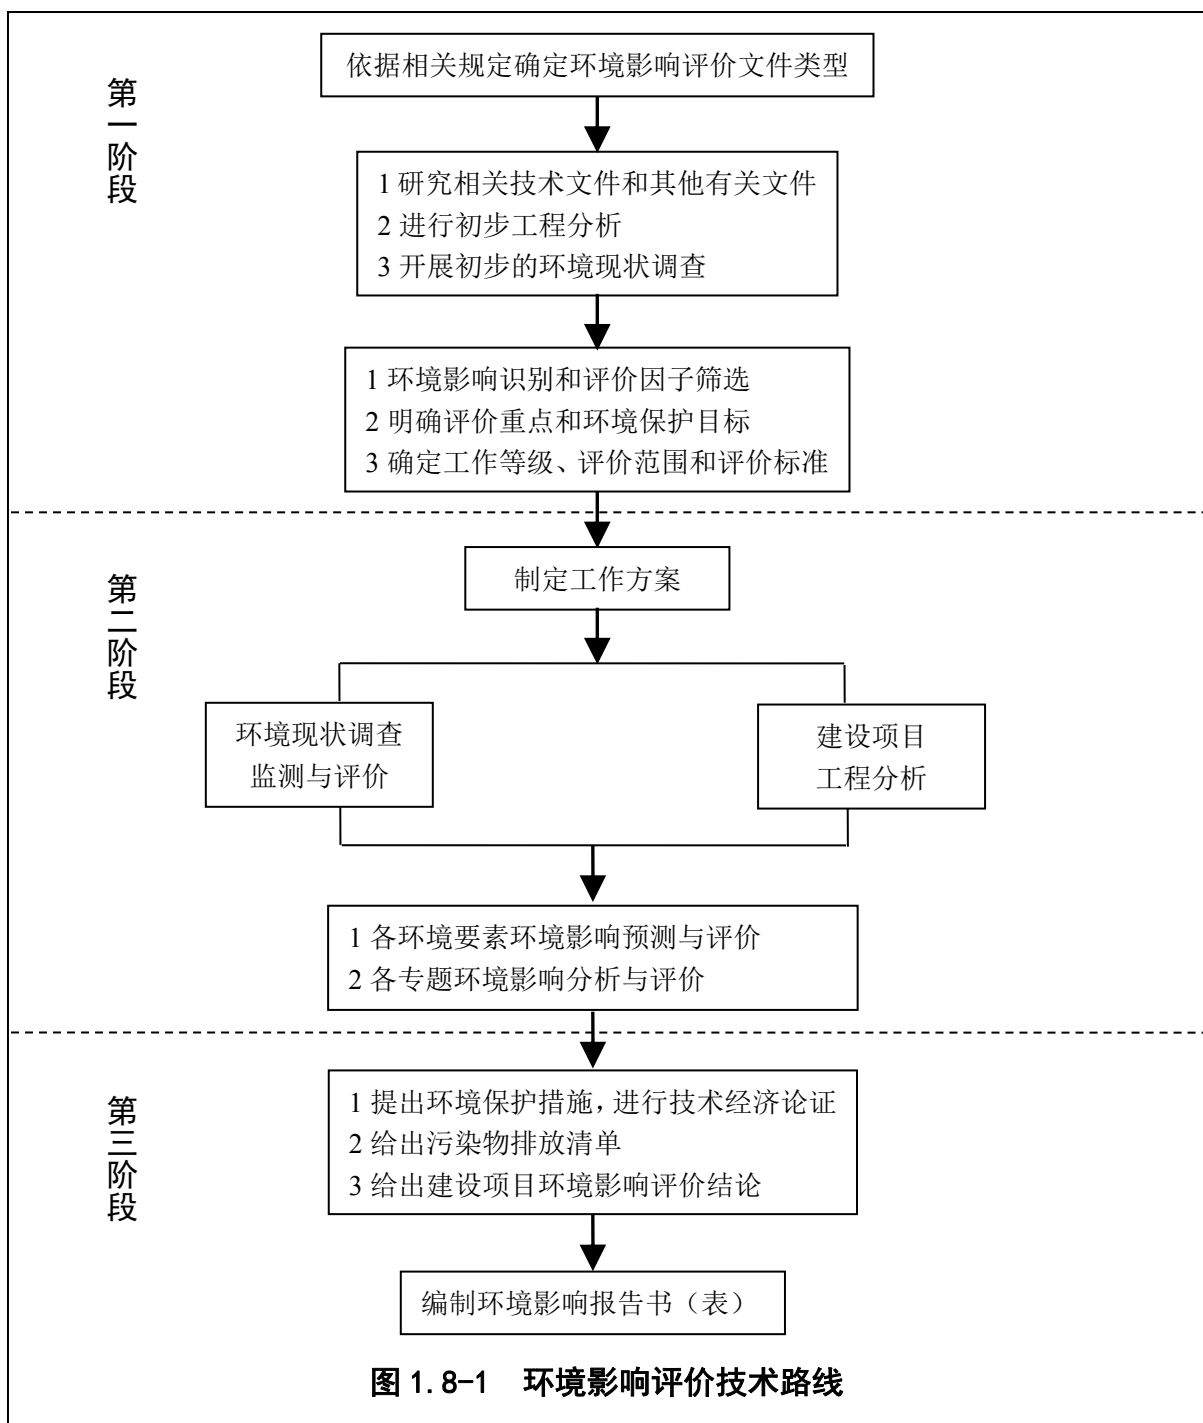 第一阶段
依据相关规定确定环境影响评价文件类型
1 研究相关技术文件和其他有关文件
2 进行初步工程分析
3 开展初步的环境现状调查
1 环境影响识别和评价因子筛选
2 明确评价重点和环境保护目标
3 确定工作等级、评价范围和评价标准
第二阶段
制定工作方案
环境现状调查
监测与评价
建设项目
工程分析
1 各环境要素环境影响预测与评价
2 各专题环境影响分析与评价
第三阶段
1 提出环境保护措施,进行技术经济论证
2 给出污染物排放清单
3 给出建设项目环境影响评价结论
编制环境影响报告书（表）
图 1.8-1 环境影响评价技术路线